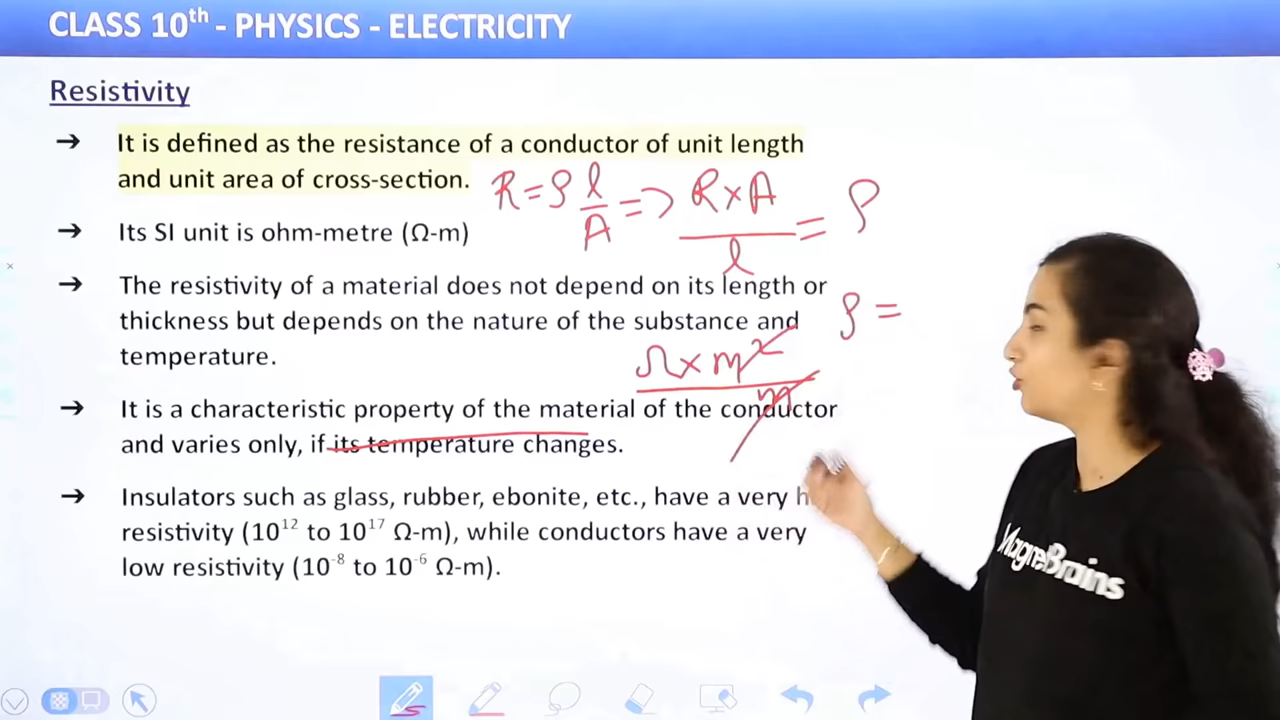 CLASS 10th - PHYSICS - ELECTRICITY
Resistivity
➔ It is defined as the resistance of a conductor of unit length
and unit area of cross-section.
R = ρ l/A => R × A / l = ρ
➔ Its SI unit is ohm-metre (Ω-m)
➔ The resistivity of a material does not depend on its length or
thickness but depends on the nature of the substance and
temperature.
ρ =
Ω × m² / m
➔ It is a characteristic property of the material of the conductor
and varies only, if its temperature changes.
➔ Insulators such as glass, rubber, ebonite, etc., have a very
resistivity (10¹² to 10¹⁷ Ω-m), while conductors have a very
low resistivity (10⁻⁸ to 10⁻⁶ Ω-m).
MagnetBrains